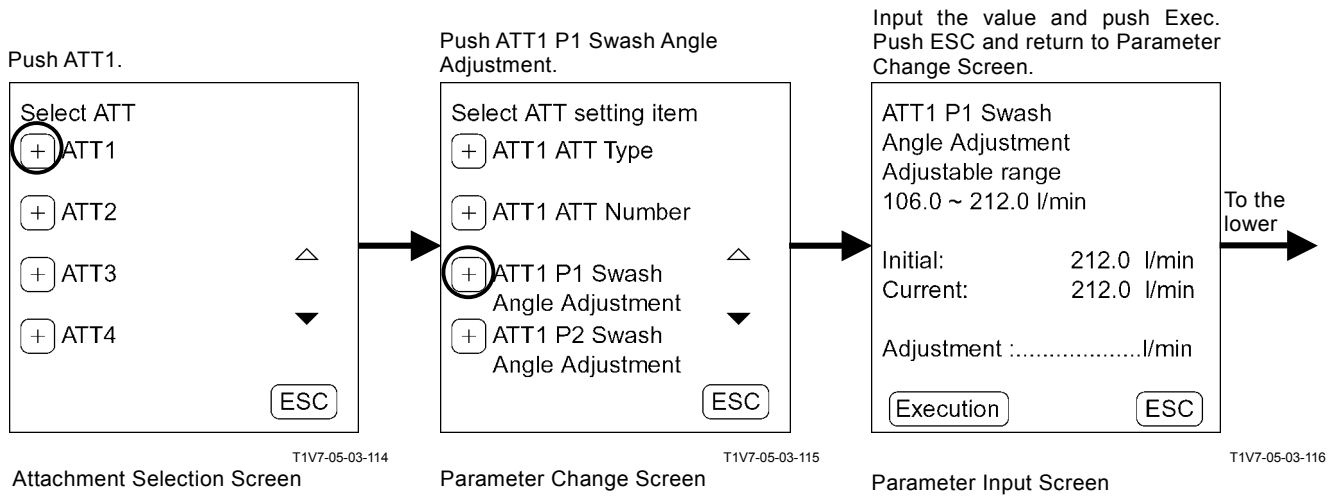 Push ATT1.
Select ATT
+ ATT1
+ ATT2
+ ATT3
+ ATT4
ESC
T1V7-05-03-114
Attachment Selection Screen
Push ATT1 P1 Swash Angle
Adjustment.
Select ATT setting item
+ ATT1 ATT Type
+ ATT1 ATT Number
+ ATT1 P1 Swash
Angle Adjustment
+ ATT1 P2 Swash
Angle Adjustment
ESC
T1V7-05-03-115
Parameter Change Screen
Input the value and push Exec.
Push ESC and return to Parameter
Change Screen.
ATT1 P1 Swash
Angle Adjustment
Adjustable range
106.0 ~ 212.0 l/min
Initial: 212.0 l/min
Current: 212.0 l/min
Adjustment :...................l/min
Execution ESC
T1V7-05-03-116
Parameter Input Screen
To the
lower